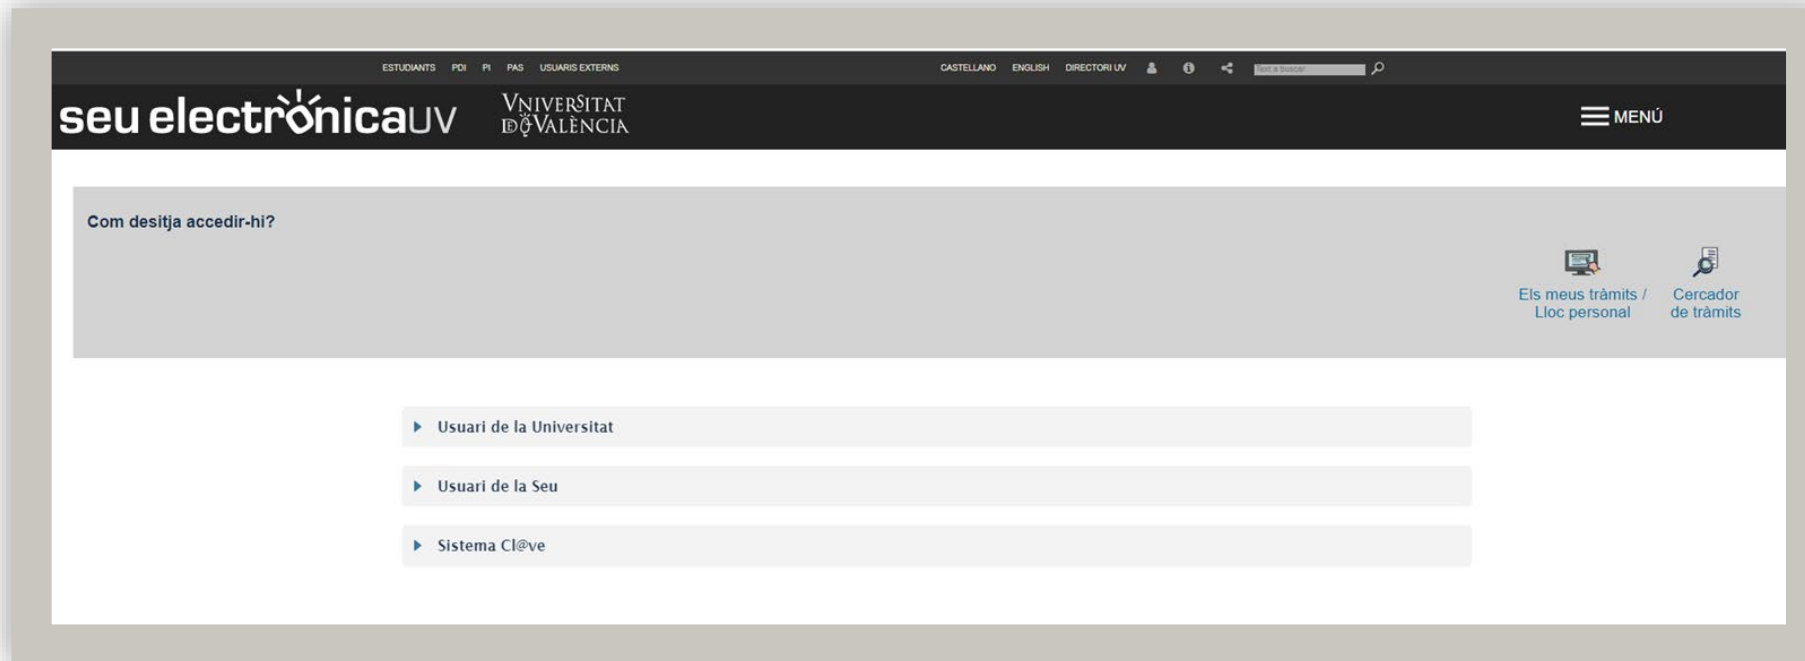 ESTUDIANTS PDI PI PAS USUARIS EXTERNS CASTELLANO ENGLISH DIRECTORI UV Text a buscar
seu electrònicaUV VNIVERSITAT
D VALÈNCIA
MENÚ
Com desitja accedir-hi?
Els meus tràmits /
Lloc personal
Cercador
de tràmits
Usuari de la Universitat
Usuari de la Seu
Sistema Cl@ve